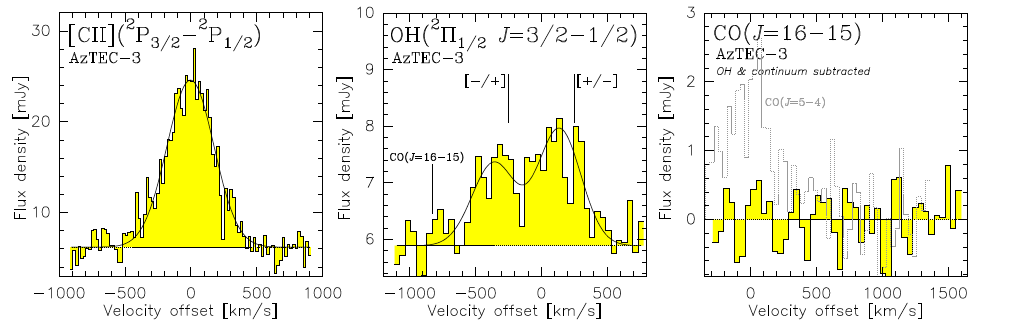 [CII](²P₃/₂−²P₁/₂)
AzTEC−3
30
20
10
Flux density [mJy]
−1000 −500 0 500 1000
Velocity offset [km/s]
OH(²Π₁/₂ J=3/2−1/2)
AzTEC−3
[−/+]
[+/−]
CO(J=16−15)
10
9
8
7
6
Flux density [mJy]
−1000 −500 0 500
Velocity offset [km/s]
CO(J=16−15)
AzTEC−3
OH & continuum subtracted
CO(J=5−4)
3
2
1
0
Flux density [mJy]
0 500 1000 1500
Velocity offset [km/s]